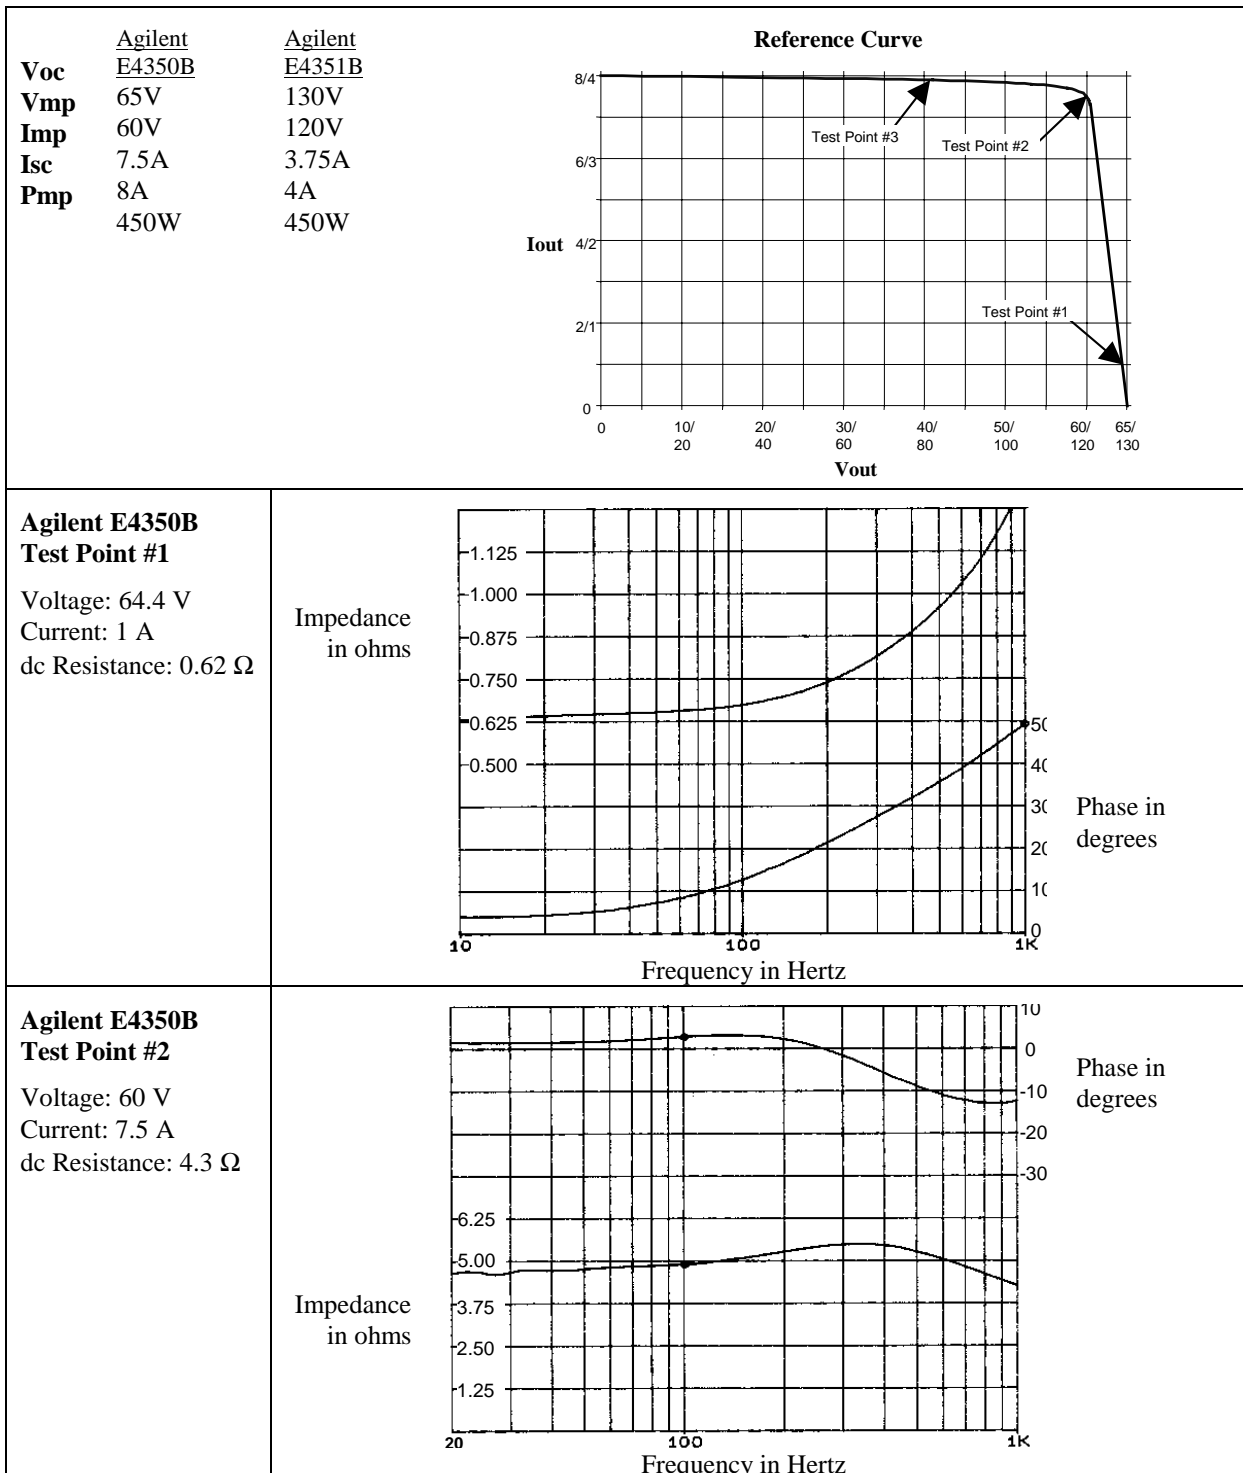 Agilent Agilent
Voc E4350B E4351B
Vmp 65V 130V
Imp 60V 120V
Isc 7.5A 3.75A
Pmp 8A 4A
450W 450W
Reference Curve
8/4
6/3
Iout 4/2
2/1
0
Test Point #3
Test Point #2
Test Point #1
0 10/ 20/ 30/ 40/ 50/ 60/ 65/
20 40 60 80 100 120 130
Vout
Agilent E4350B
Test Point #1
Voltage: 64.4 V
Current: 1 A
dc Resistance: 0.62 Ω
Impedance
in ohms
1.125
1.000
0.875
0.750
0.625
0.500
50
40
30
20
10
0
Phase in
degrees
10 100 1K
Frequency in Hertz
Agilent E4350B
Test Point #2
Voltage: 60 V
Current: 7.5 A
dc Resistance: 4.3 Ω
10
0
-10
-20
-30
Phase in
degrees
Impedance
in ohms
6.25
5.00
3.75
2.50
1.25
20 100 1K
Frequency in Hertz